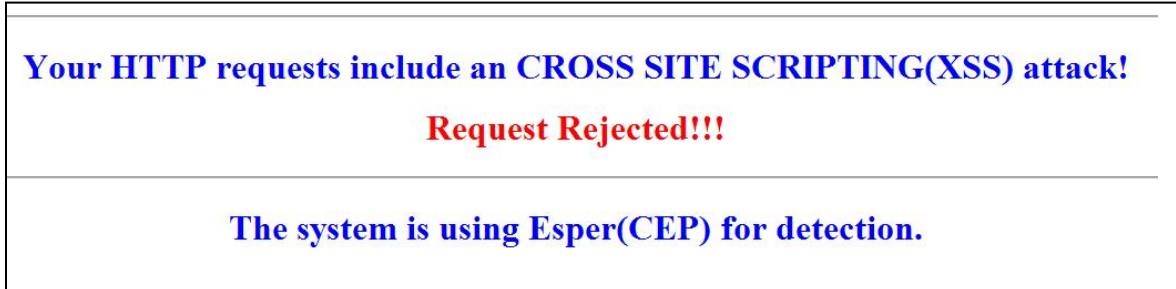 Your HTTP requests include an CROSS SITE SCRIPTING(XSS) attack!
Request Rejected!!!
The system is using Esper(CEP) for detection.